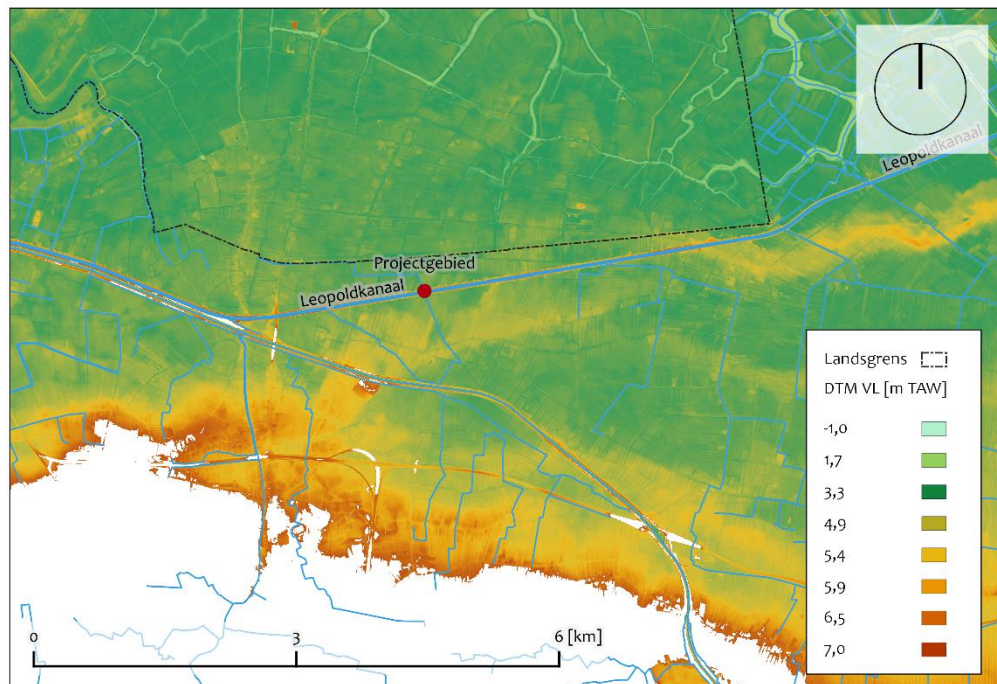 Leopoldkanaal
Projectgebied
Leopoldkanaal
Landsgrens
DTM VL [m TAW]
-1,0
1,7
3,3
4,9
5,4
5,9
6,5
7,0
0 3 6 [km]